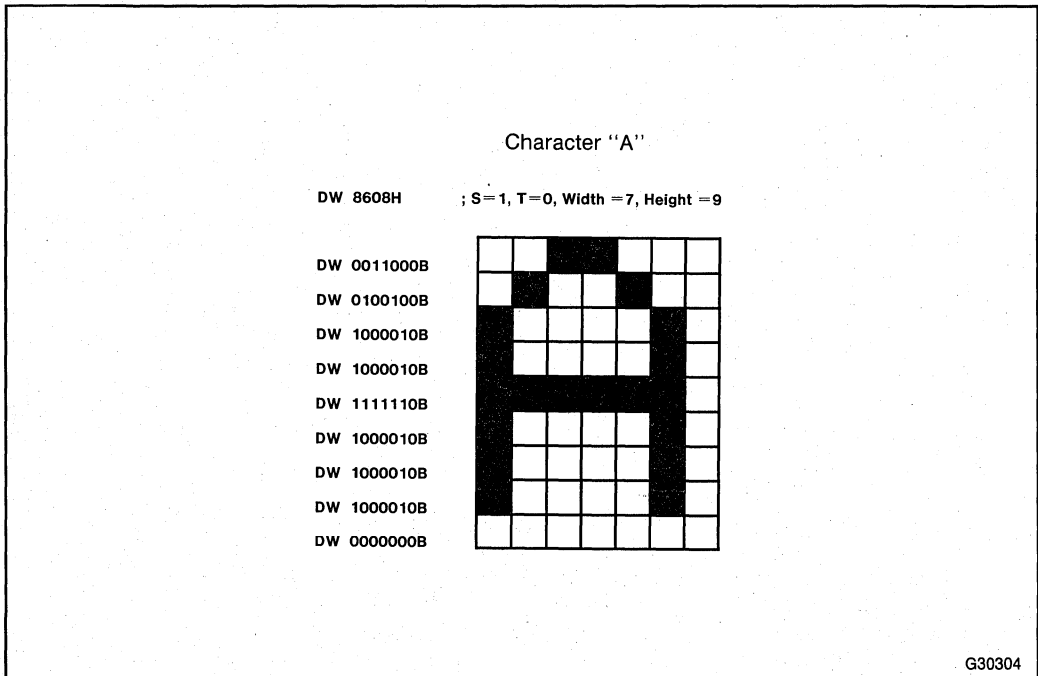 Character "A"
DW 8608H ; S=1, T=0, Width =7, Height =9
DW 0011000B
DW 0100100B
DW 1000010B
DW 1000010B
DW 1111110B
DW 1000010B
DW 1000010B
DW 1000010B
DW 0000000B
G30304